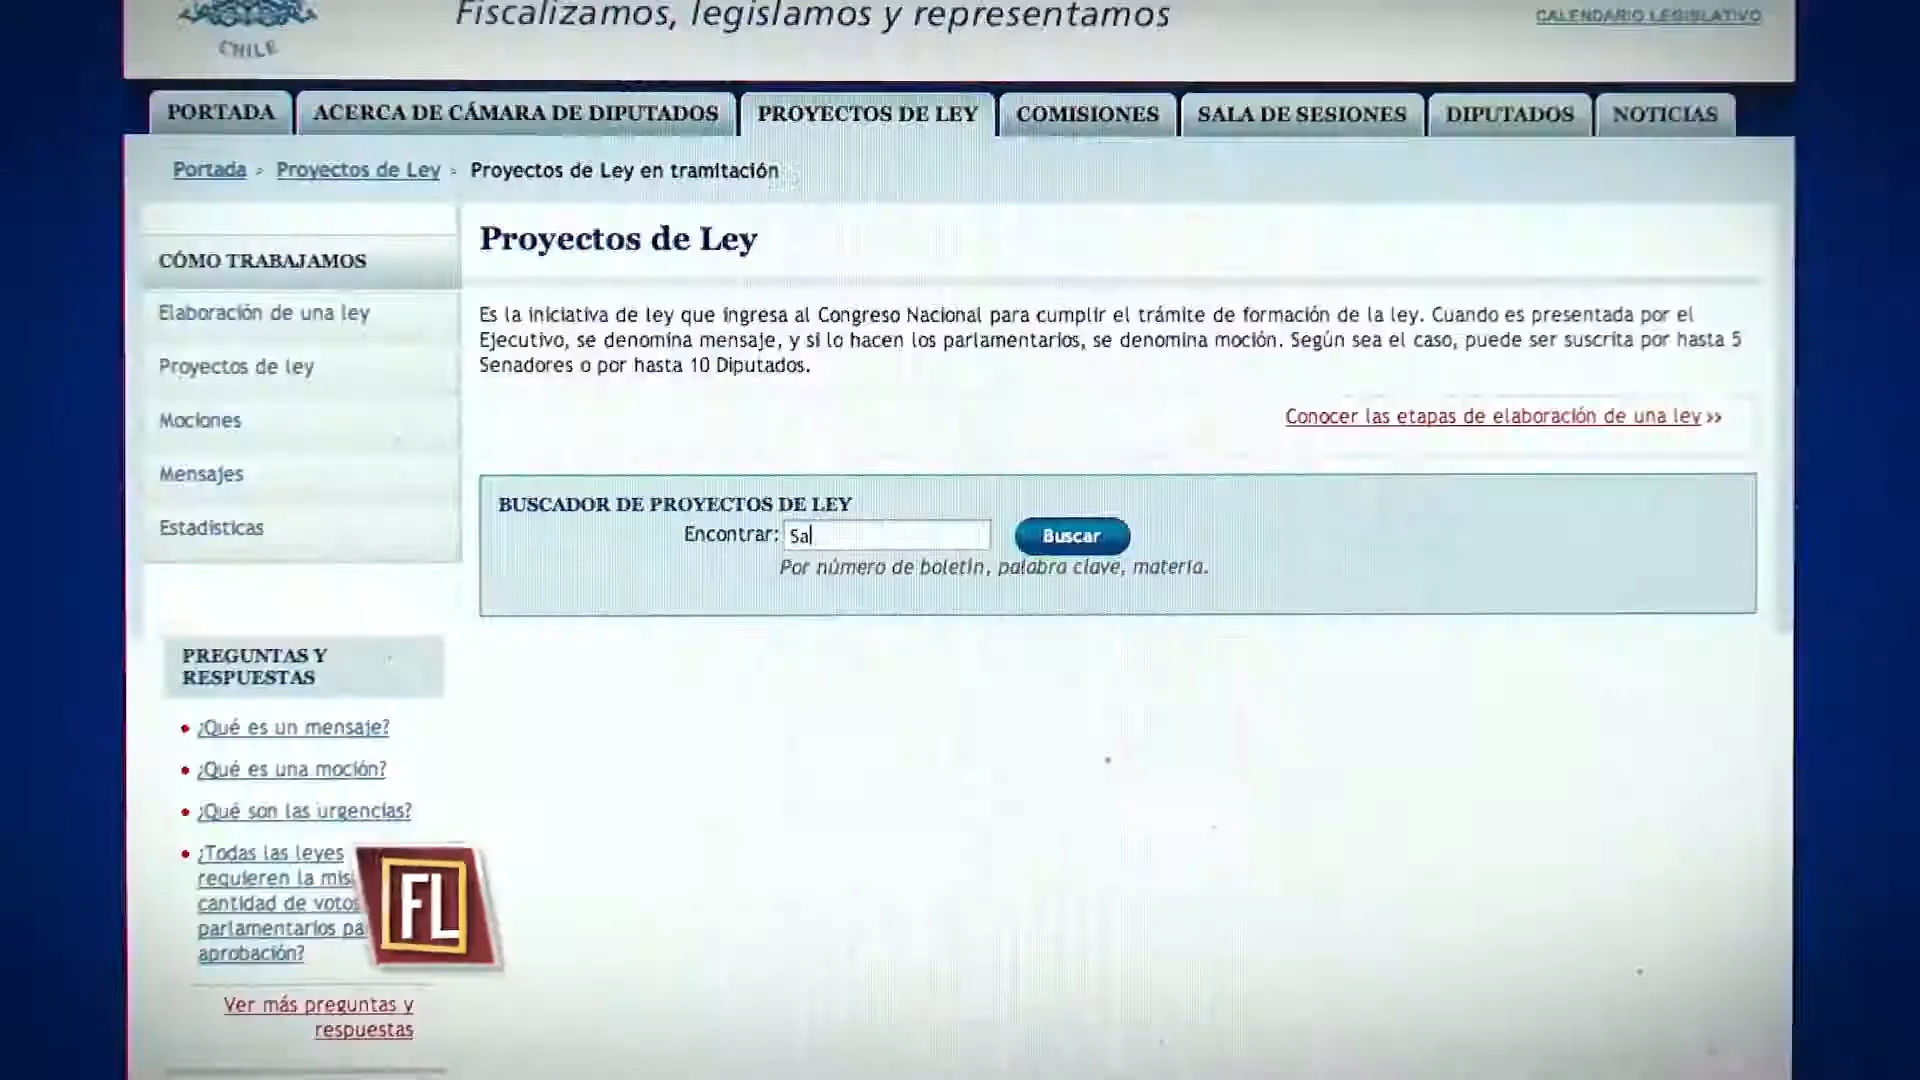 CHILE
Fiscalizamos, legislamos y representamos
CALENDARIO LEGISLATIVO
PORTADA
ACERCA DE CÁMARA DE DIPUTADOS
PROYECTOS DE LEY
COMISIONES
SALA DE SESIONES
DIPUTADOS
NOTICIAS
Portada > Proyectos de Ley > Proyectos de Ley en tramitación
CÓMO TRABAJAMOS
Elaboración de una ley
Proyectos de ley
Mociones
Mensajes
Estadísticas
Proyectos de Ley
Es la iniciativa de ley que ingresa al Congreso Nacional para cumplir el trámite de formación de la ley. Cuando es presentada por el
Ejecutivo, se denomina mensaje, y si lo hacen los parlamentarios, se denomina moción. Según sea el caso, puede ser suscrita por hasta 5
Senadores o por hasta 10 Diputados.
Conocer las etapas de elaboración de una ley >>
BUSCADOR DE PROYECTOS DE LEY
Encontrar: Sa
Buscar
Por número de boletín, palabra clave, materia.
PREGUNTAS Y
RESPUESTAS
¿Qué es un mensaje?
¿Qué es una moción?
¿Qué son las urgencias?
¿Todas las leyes
requieren la mis
cantidad de votos
parlamentarios pa
aprobación?
Ver más preguntas y
respuestas
FL